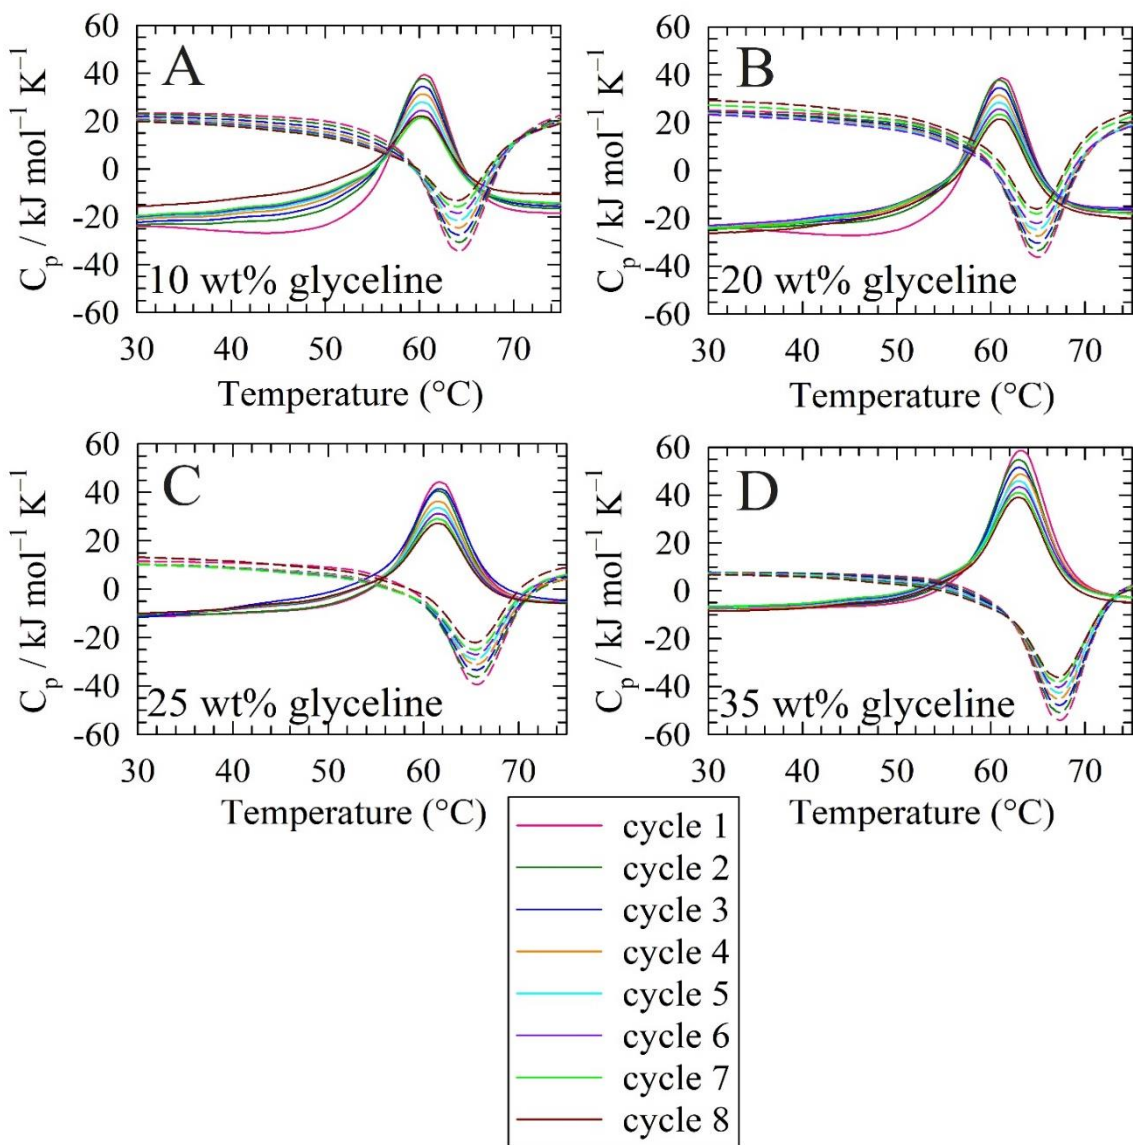 A
60
40
20
0
-20
-40
-60
C_p / kJ mol⁻¹ K⁻¹
10 wt% glyceline
30 40 50 60 70
Temperature (°C)
B
60
40
20
0
-20
-40
-60
C_p / kJ mol⁻¹ K⁻¹
20 wt% glyceline
30 40 50 60 70
Temperature (°C)
C
60
40
20
0
-20
-40
-60
C_p / kJ mol⁻¹ K⁻¹
25 wt% glyceline
30 40 50 60 70
Temperature (°C)
D
60
40
20
0
-20
-40
-60
C_p / kJ mol⁻¹ K⁻¹
35 wt% glyceline
30 40 50 60 70
Temperature (°C)
cycle 1
cycle 2
cycle 3
cycle 4
cycle 5
cycle 6
cycle 7
cycle 8